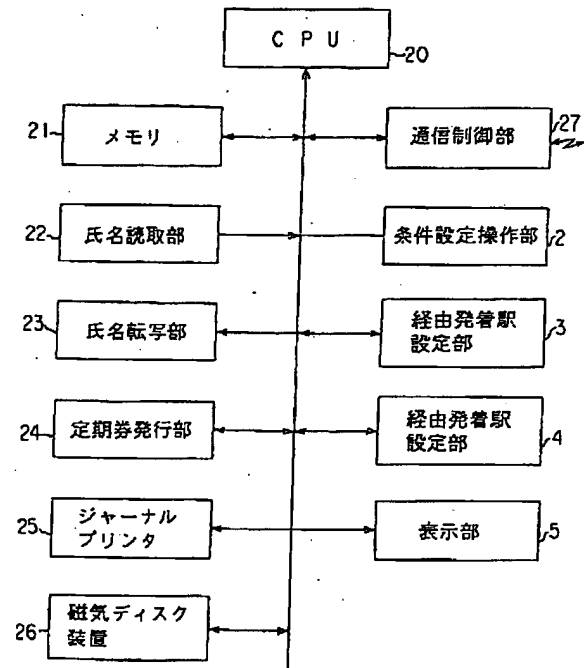 CPU
20
21
メモリ
通信制御部
27
22
氏名読取部
条件設定操作部
2
23
氏名転写部
経由発着駅
設定部
3
24
定期券発行部
経由発着駅
設定部
4
25
ジャーナル
プリンタ
表示部
5
26
磁気ディスク
装置